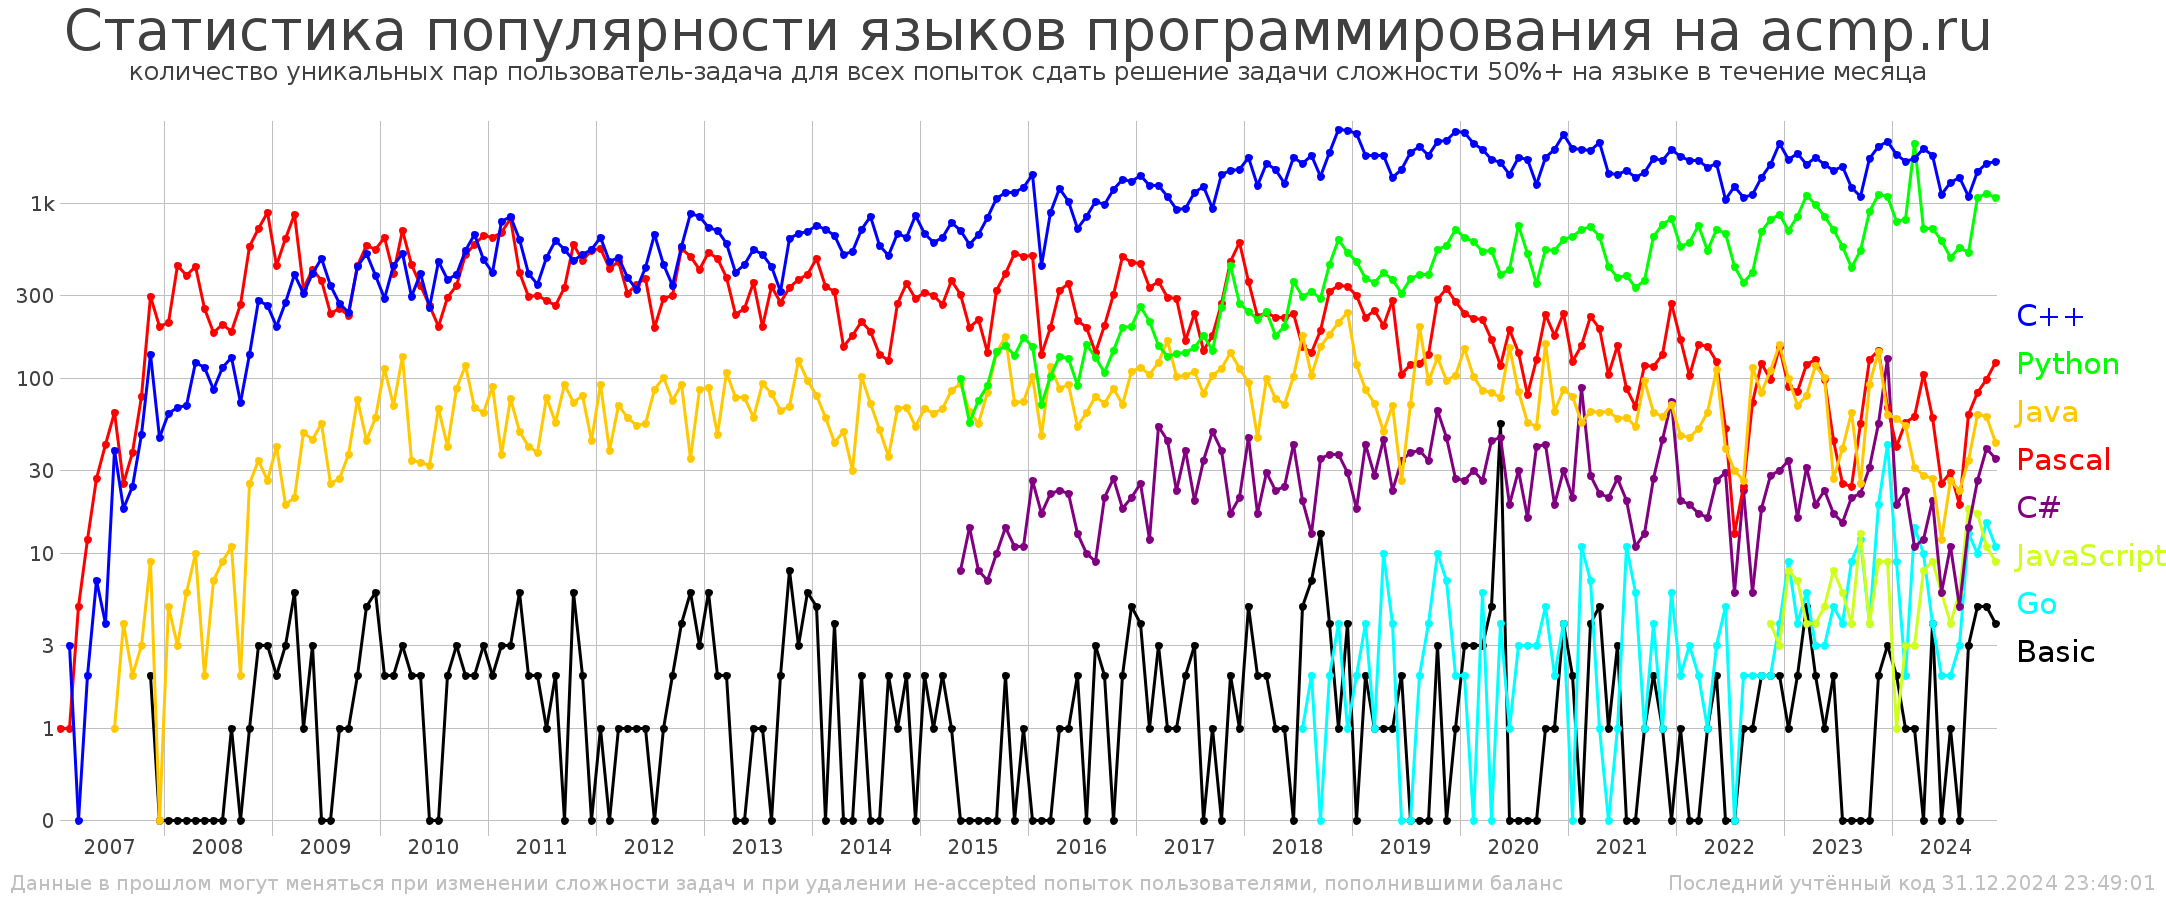 Статистика популярности языков программирования на acmp.ru
количество уникальных пар пользователь-задача для всех попыток сдать решение задачи сложности 50%+ на языке в течение месяца
1k
300
100
30
10
3
1
0
C++
Python
Java
Pascal
C#
JavaScript
Go
Basic
2007 2008 2009 2010 2011 2012 2013 2014 2015 2016 2017 2018 2019 2020 2021 2022 2023 2024
Данные в прошлом могут меняться при изменении сложности задач и при удалении не-accepted попыток пользователями, пополнившими баланс
Последний учтённый код 31.12.2024 23:49:01